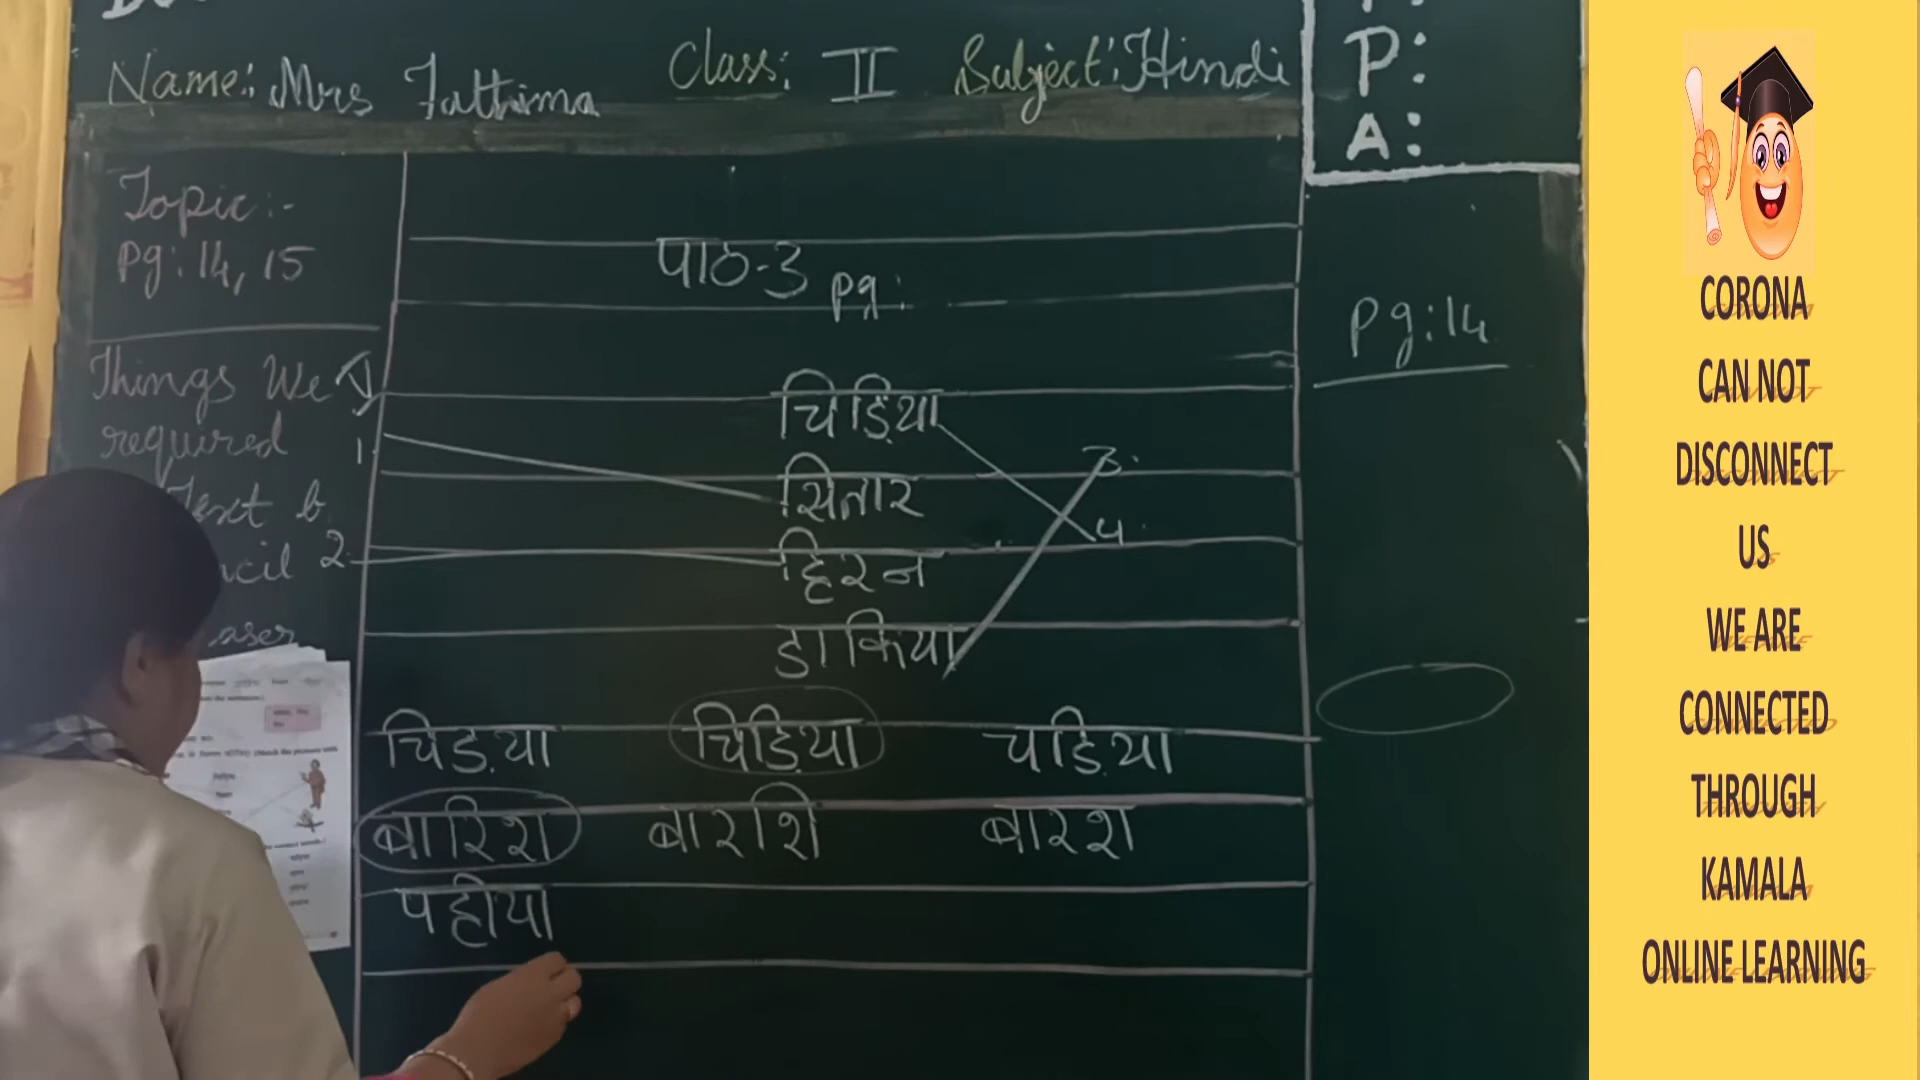 Name: Mrs Fathima Class: II Subject: Hindi
P:
A:
Topic:-
Pg: 14, 15
पाठ-3 pg:
Pg:14
Things We
required
Text b
ncil
aser
1.
2.
चिड़िया
सितार
हिरन
डाकिया
3.
4.
चिड़या चिड़िया चड़िया
बारिश बारशि बारश
पहीया
CORONA
CAN NOT
DISCONNECT
US
WE ARE
CONNECTED
THROUGH
KAMALA
ONLINE LEARNING